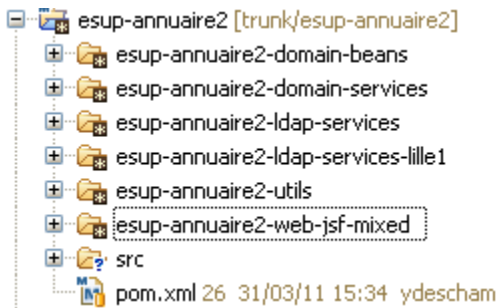 esup-annuaire2 [trunk/esup-annuaire2]
esup-annuaire2-domain-beans
esup-annuaire2-domain-services
esup-annuaire2-ldap-services
esup-annuaire2-ldap-services-lille1
esup-annuaire2-utils
esup-annuaire2-web-jsf-mixed
src
pom.xml 26 31/03/11 15:34 ydescham